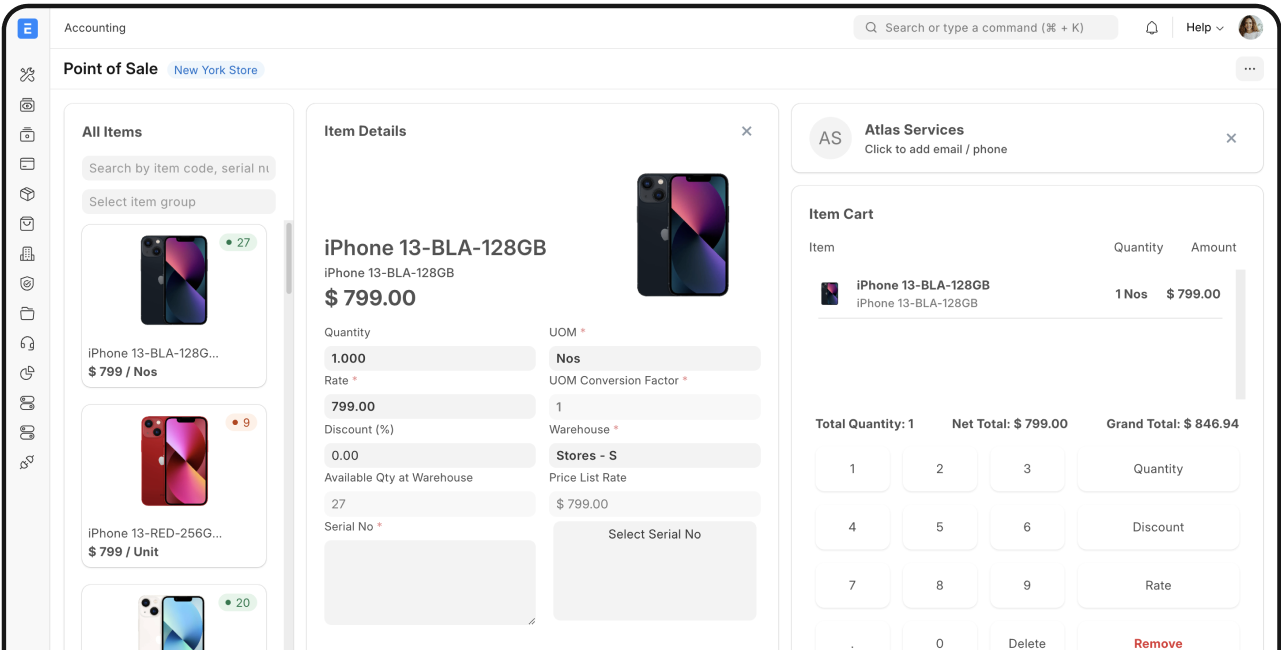 E
Accounting
Search or type a command (⌘ + K)
Help
Point of Sale
New York Store
...
All Items
Search by item code, serial nu
Select item group
27
iPhone 13-BLA-128G...
$ 799 / Nos
9
iPhone 13-RED-256G...
$ 799 / Unit
20
Item Details
iPhone 13-BLA-128GB
iPhone 13-BLA-128GB
$ 799.00
Quantity
1.000
UOM *
Nos
Rate *
799.00
UOM Conversion Factor *
1
Discount (%)
0.00
Warehouse *
Stores - S
Available Qty at Warehouse
27
Price List Rate
$ 799.00
Serial No *
Select Serial No
AS
Atlas Services
Click to add email / phone
Item Cart
Item Quantity Amount
iPhone 13-BLA-128GB
iPhone 13-BLA-128GB
1 Nos $ 799.00
Total Quantity: 1 Net Total: $ 799.00 Grand Total: $ 846.94
1 2 3 Quantity
4 5 6 Discount
7 8 9 Rate
. 0 Delete Remove